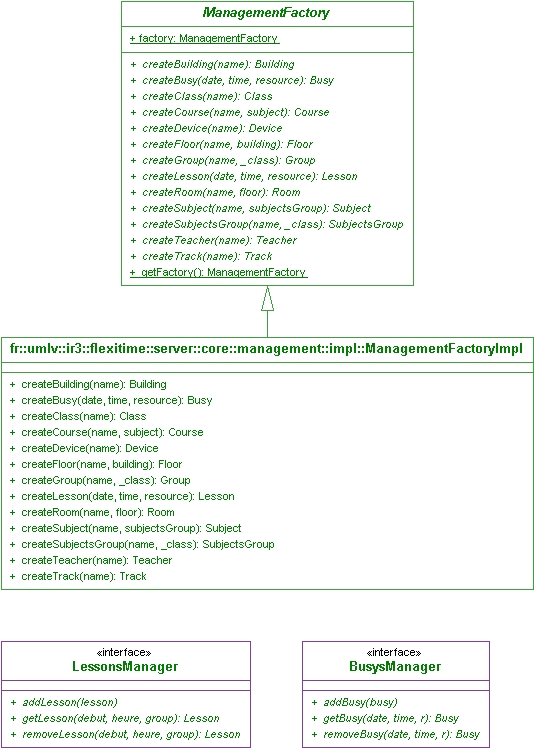 IManagementFactory
+ factory: ManagementFactory
+ createBuilding(name): Building
+ createBusy(date, time, resource): Busy
+ createClass(name): Class
+ createCourse(name, subject): Course
+ createDevice(name): Device
+ createFloor(name, building): Floor
+ createGroup(name, _class): Group
+ createLesson(date, time, resource): Lesson
+ createRoom(name, floor): Room
+ createSubject(name, subjectsGroup): Subject
+ createSubjectsGroup(name, _class): SubjectsGroup
+ createTeacher(name): Teacher
+ createTrack(name): Track
+ getFactory(): ManagementFactory
fr::umlv::ir3::flexitime::server::core::management::impl::ManagementFactoryImpl
+ createBuilding(name): Building
+ createBusy(date, time, resource): Busy
+ createClass(name): Class
+ createCourse(name, subject): Course
+ createDevice(name): Device
+ createFloor(name, building): Floor
+ createGroup(name, _class): Group
+ createLesson(date, time, resource): Lesson
+ createRoom(name, floor): Room
+ createSubject(name, subjectsGroup): Subject
+ createSubjectsGroup(name, _class): SubjectsGroup
+ createTeacher(name): Teacher
+ createTrack(name): Track
«interface»
LessonsManager
+ addLesson(lesson)
+ getLesson(debut, heure, group): Lesson
+ removeLesson(debut, heure, group): Lesson
«interface»
BusysManager
+ addBusy(busy)
+ getBusy(date, time, r): Busy
+ removeBusy(date, time, r): Busy